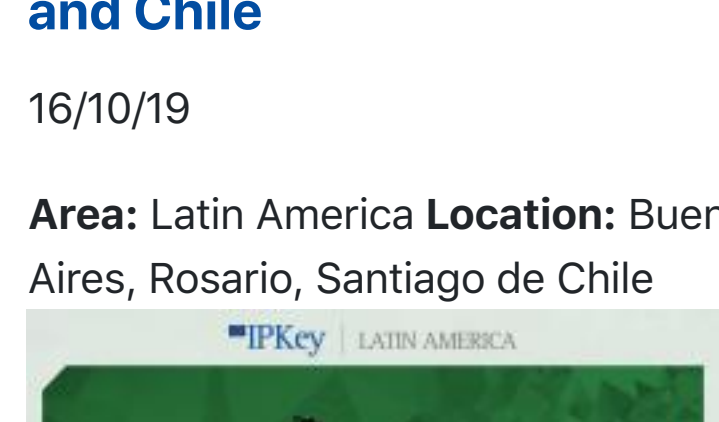 and Chile
16/10/19
Area: Latin America Location: Buen
Aires, Rosario, Santiago de Chile
IPKey | LATIN AMERICA